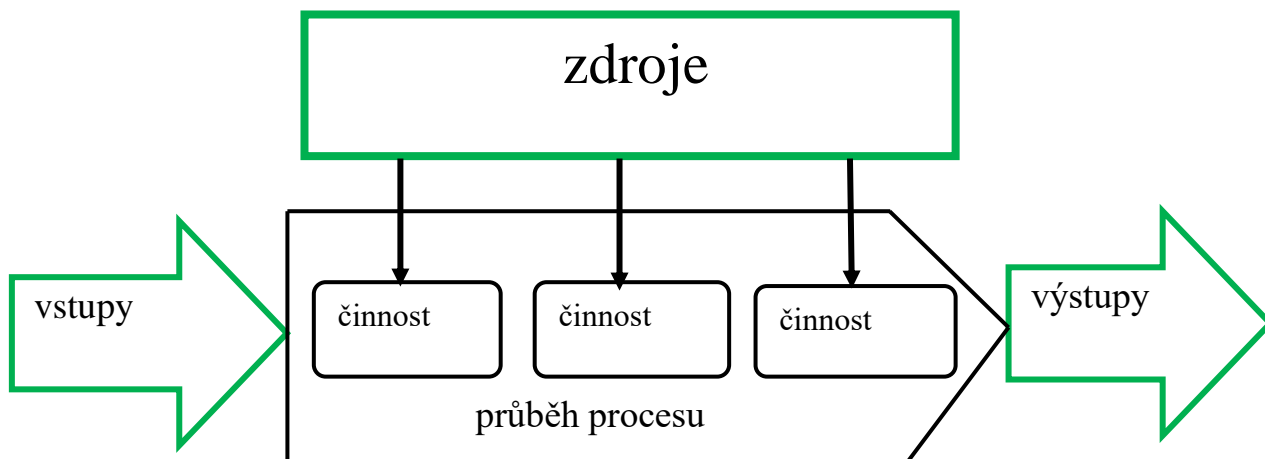 zdroje
vstupy
činnost
činnost
činnost
výstupy
průběh procesu